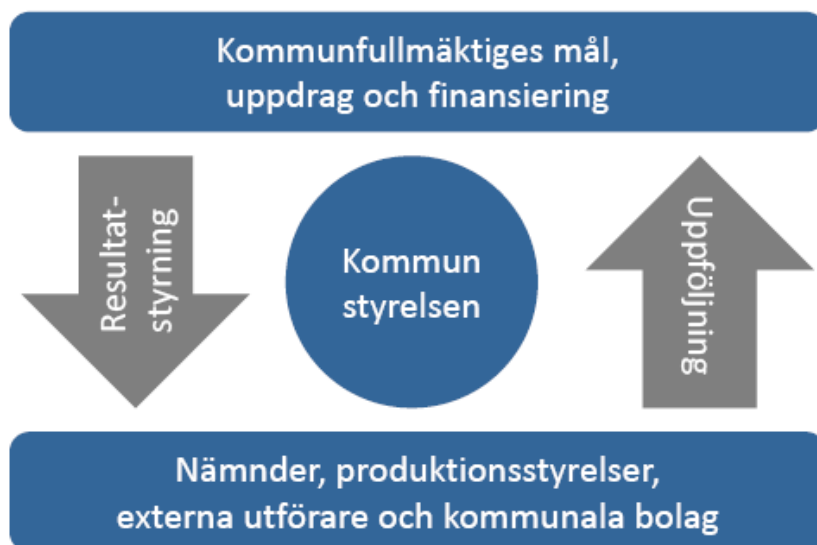 Kommunfullmäktiges mål,
uppdrag och finansiering
Resultat-
styrning
Kommun
styrelsen
Uppföljning
Nämnder, produktionsstyrelser,
externa utförare och kommunala bolag